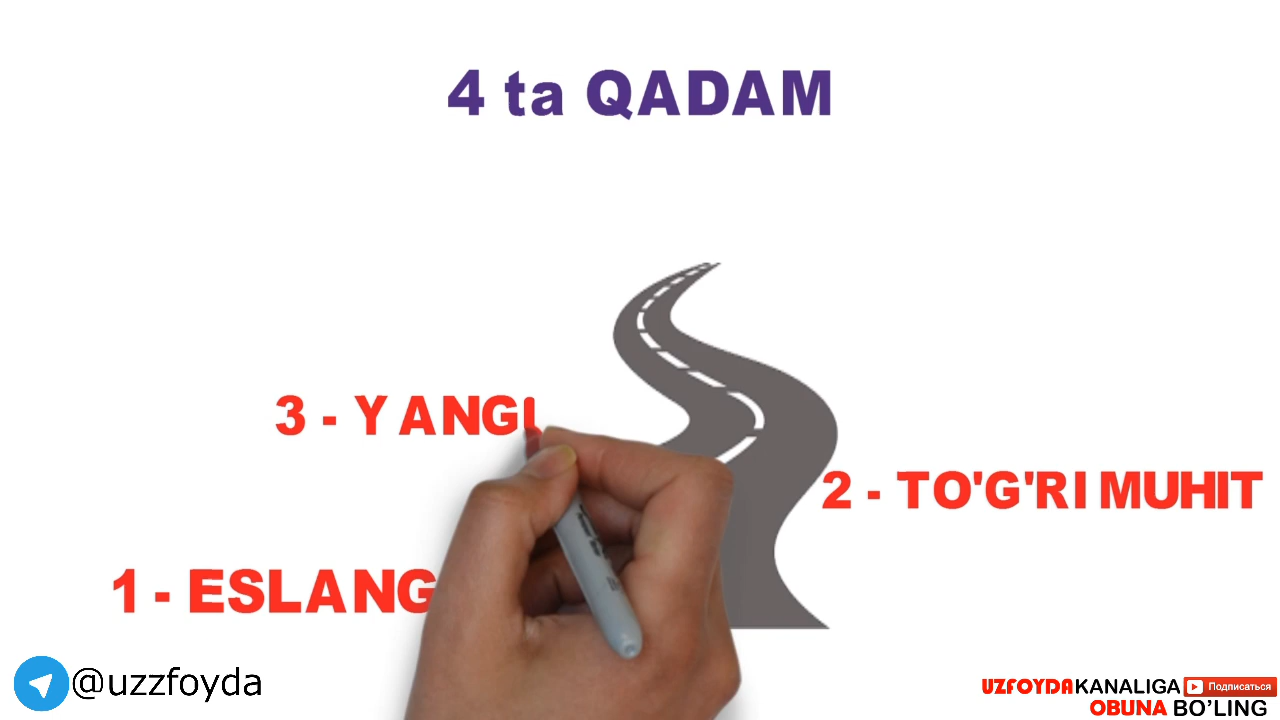 4 ta QADAM
3 - YANGI
2 - TO'G'RI MUHIT
1 - ESLANG
@uzzfoyda
UZFOYDA KANALIGA Подписаться
OBUNA BO’LING